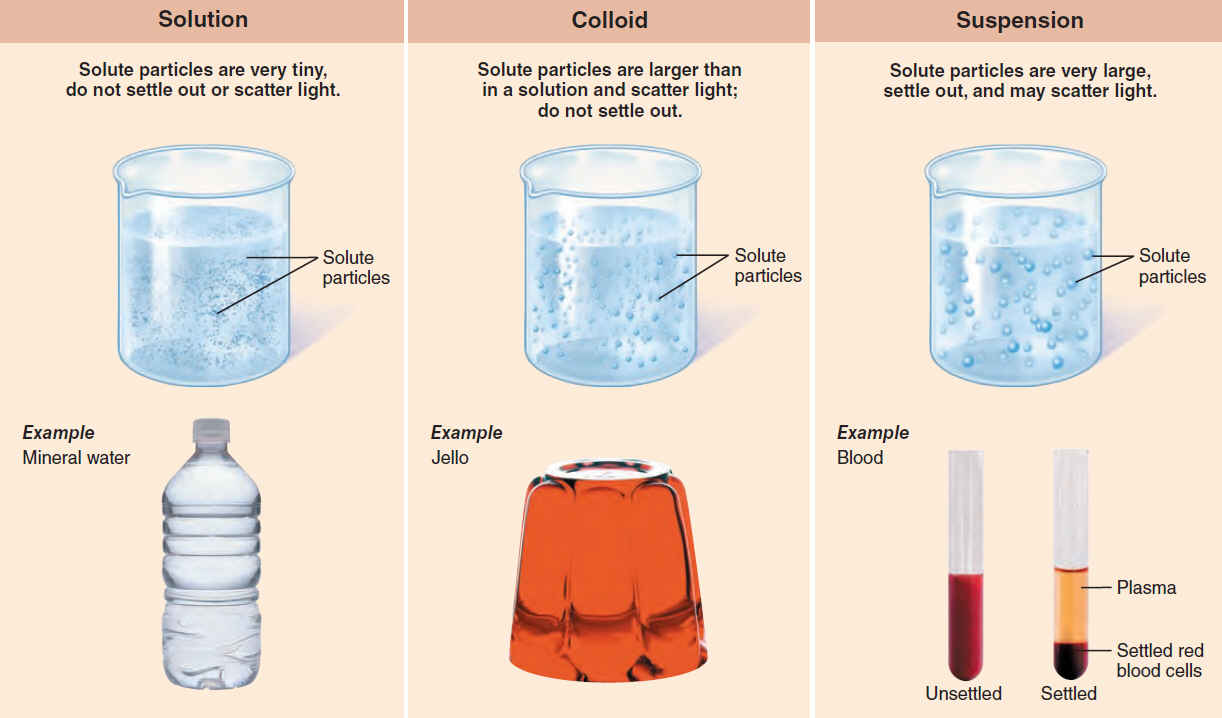 Solution
Solute particles are very tiny,
do not settle out or scatter light.
Solute
particles
Example
Mineral water
Colloid
Solute particles are larger than
in a solution and scatter light;
do not settle out.
Solute
particles
Example
Jello
Suspension
Solute particles are very large,
settle out, and may scatter light.
Solute
particles
Example
Blood
Plasma
Settled red
blood cells
Unsettled
Settled